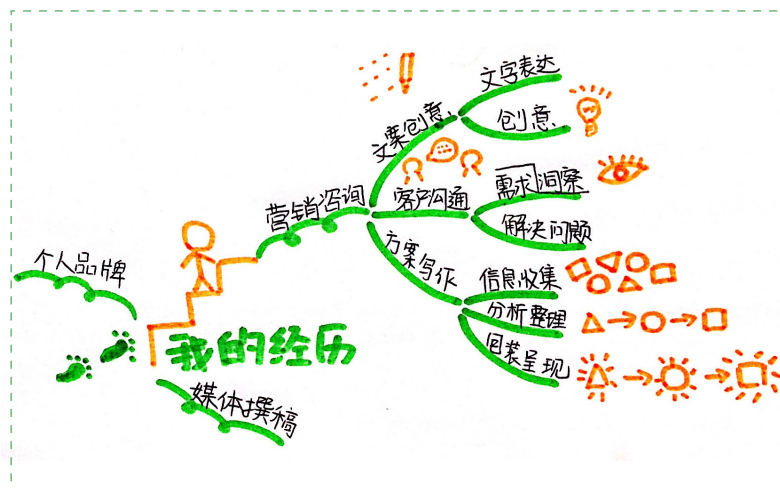 文字表达
文案创意
创意
需求洞察
营销咨询
客户沟通
解决问题
个人品牌
方案写作
信息收集
分析整理
包装呈现
我的经历
媒体撰稿